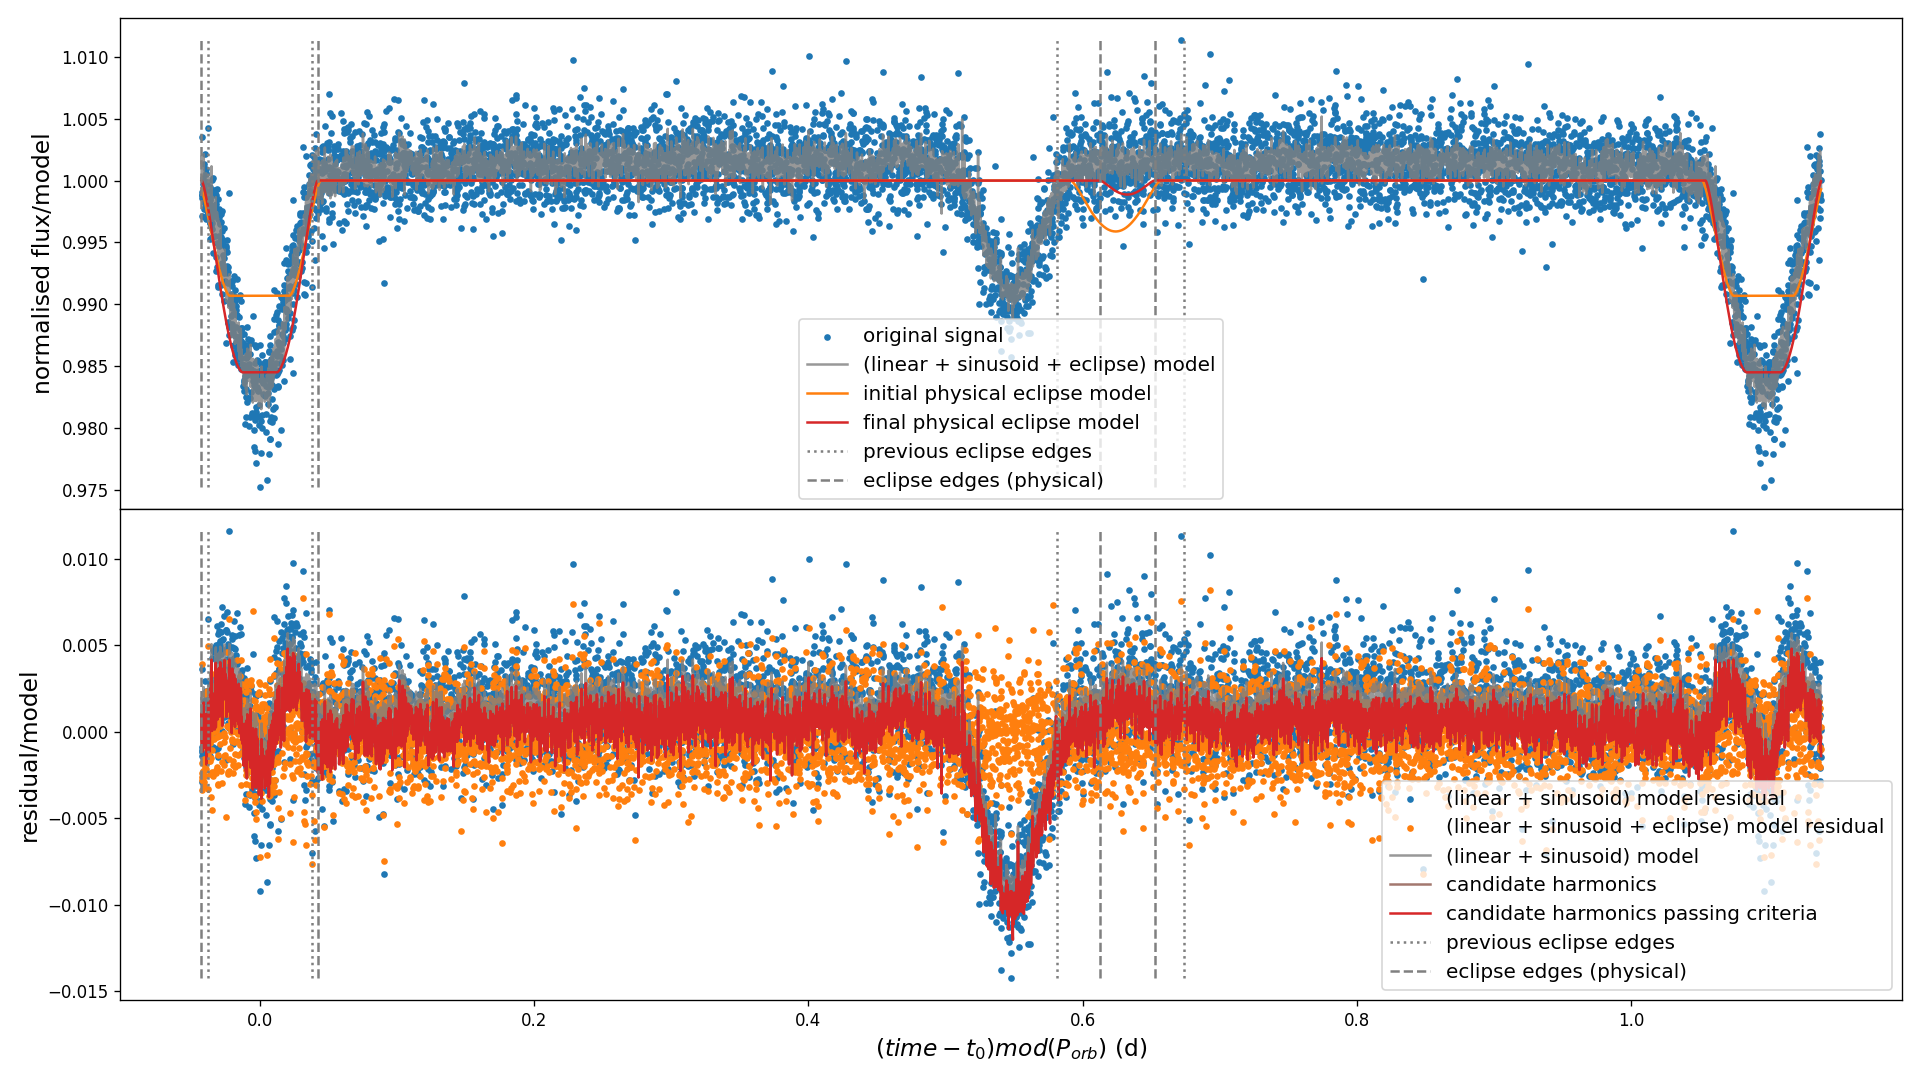 normalised flux/model
1.010
1.005
1.000
0.995
0.990
0.985
0.980
0.975
original signal
(linear + sinusoid + eclipse) model
initial physical eclipse model
final physical eclipse model
previous eclipse edges
eclipse edges (physical)
residual/model
0.010
0.005
0.000
−0.005
−0.010
−0.015
(linear + sinusoid) model residual
(linear + sinusoid + eclipse) model residual
(linear + sinusoid) model
candidate harmonics
candidate harmonics passing criteria
previous eclipse edges
eclipse edges (physical)
0.0 0.2 0.4 0.6 0.8 1.0
(time − t₀)mod(P_orb) (d)